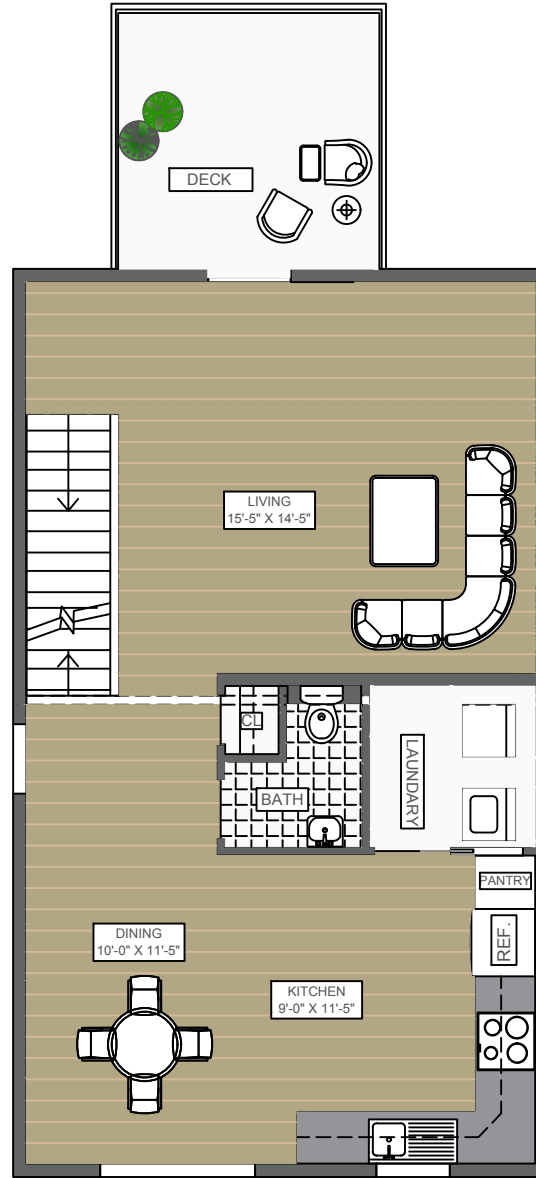 DECK
LIVING
15'-5" X 14'-5"
CL
BATH
LAUNDARY
PANTRY
REF.
DINING
10'-0" X 11'-5"
KITCHEN
9'-0" X 11'-5"